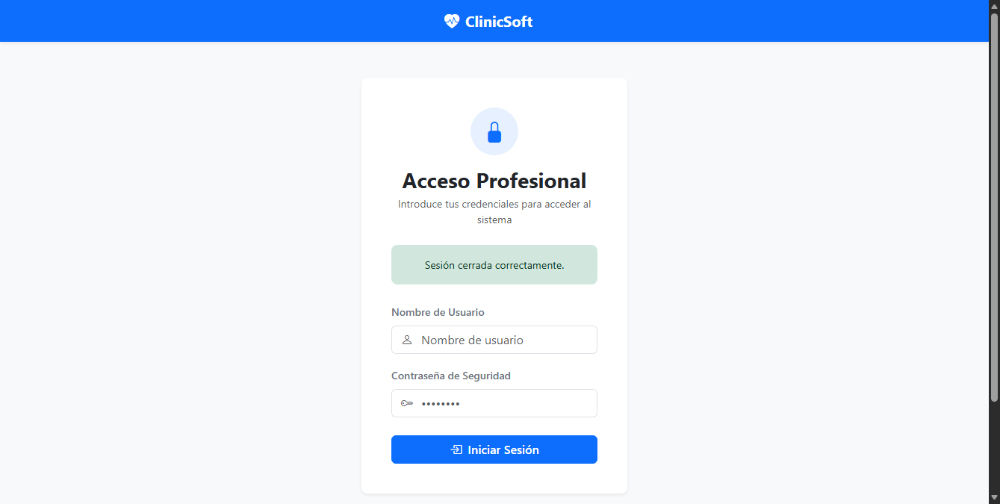 ClinicSoft
Acceso Profesional
Introduce tus credenciales para acceder al
sistema
Sesión cerrada correctamente.
Nombre de Usuario
Nombre de usuario
Contraseña de Seguridad
••••••••
Iniciar Sesión